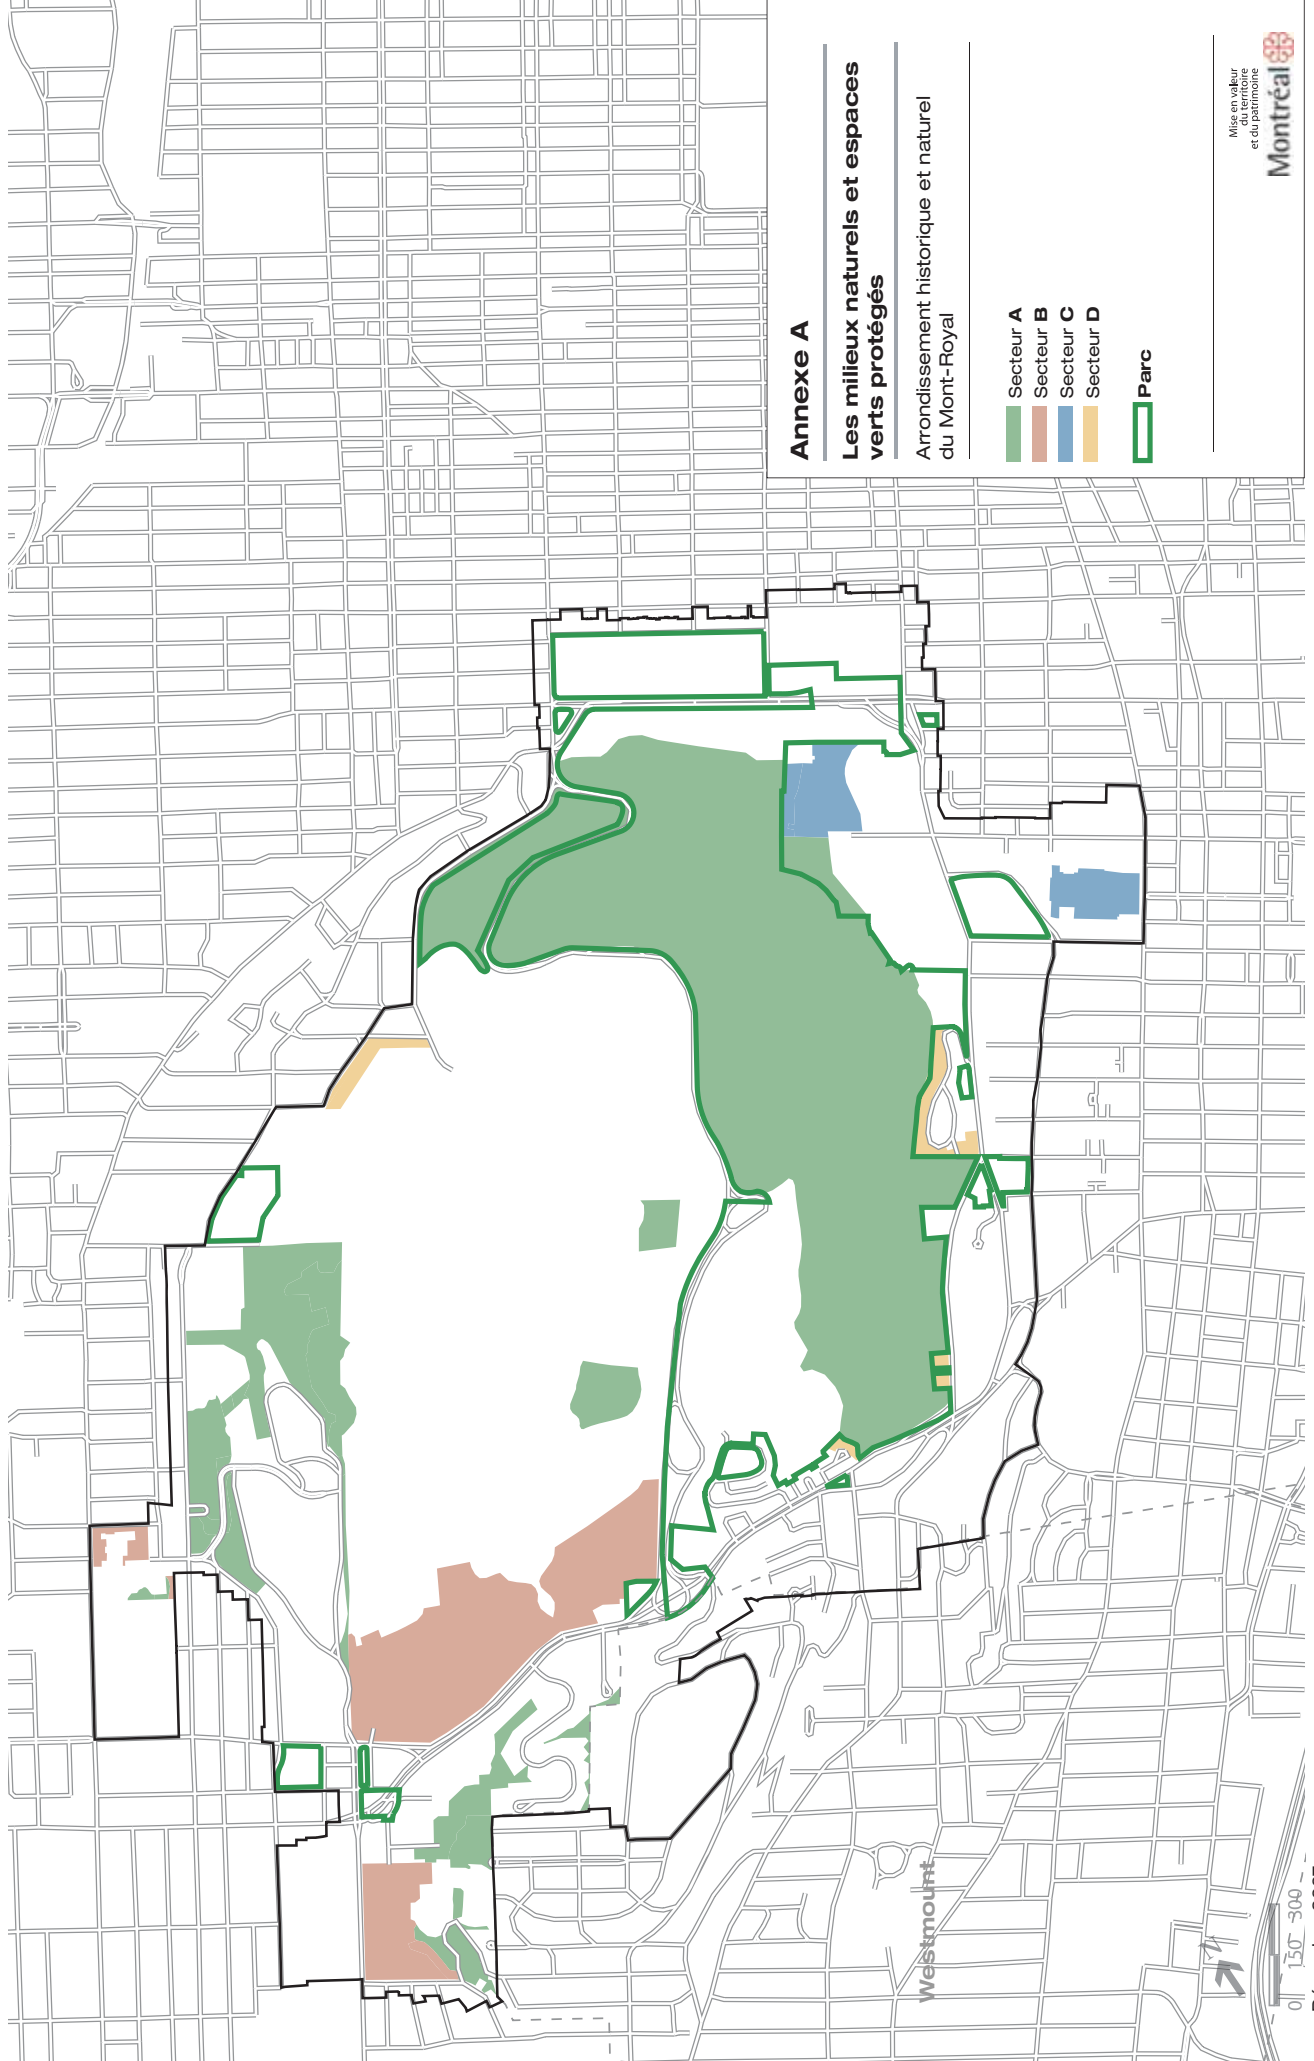 Annexe A
Les milieux naturels et espaces
verts protégés
Arrondissement historique et naturel
du Mont-Royal
Secteur A
Secteur B
Secteur C
Secteur D
Parc
Mise en valeur
du territoire
et du patrimoine
Montréal
Westmount
N
0 150 300